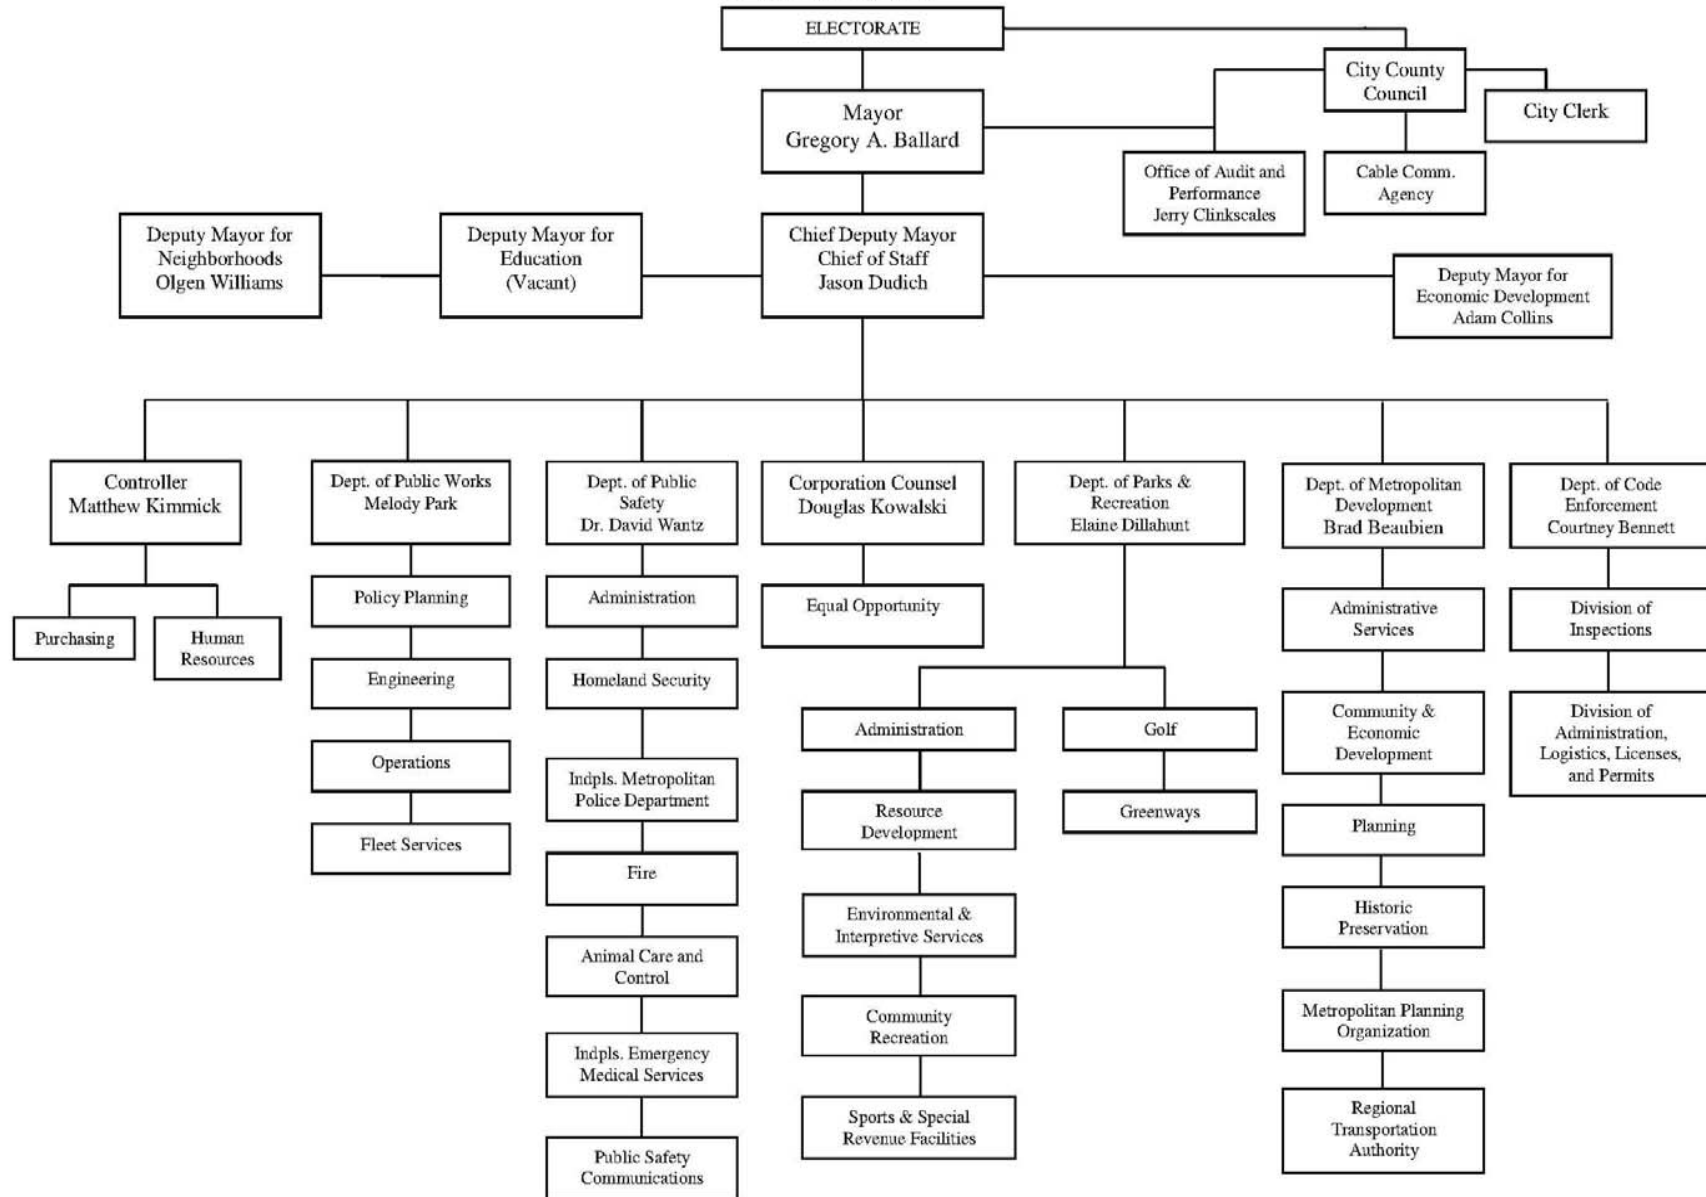 ELECTORATE
City County
Council
City Clerk
Mayor
Gregory A. Ballard
Office of Audit and
Performance
Jerry Clinkscales
Cable Comm.
Agency
Deputy Mayor for
Neighborhoods
Olgen Williams
Deputy Mayor for
Education
(Vacant)
Chief Deputy Mayor
Chief of Staff
Jason Dudich
Deputy Mayor for
Economic Development
Adam Collins
Controller
Matthew Kimmick
Purchasing
Human
Resources
Dept. of Public Works
Melody Park
Policy Planning
Engineering
Operations
Fleet Services
Dept. of Public
Safety
Dr. David Wantz
Administration
Homeland Security
Indpls. Metropolitan
Police Department
Fire
Animal Care and
Control
Indpls. Emergency
Medical Services
Public Safety
Communications
Corporation Counsel
Douglas Kowalski
Equal Opportunity
Dept. of Parks &
Recreation
Elaine Dillahunt
Administration
Resource
Development
Environmental &
Interpretive Services
Community
Recreation
Sports & Special
Revenue Facilities
Golf
Greenways
Dept. of Metropolitan
Development
Brad Beaubien
Administrative
Services
Community &
Economic
Development
Planning
Historic
Preservation
Metropolitan Planning
Organization
Regional
Transportation
Authority
Dept. of Code
Enforcement
Courtney Bennett
Division of
Inspections
Division of
Administration,
Logistics, Licenses,
and Permits